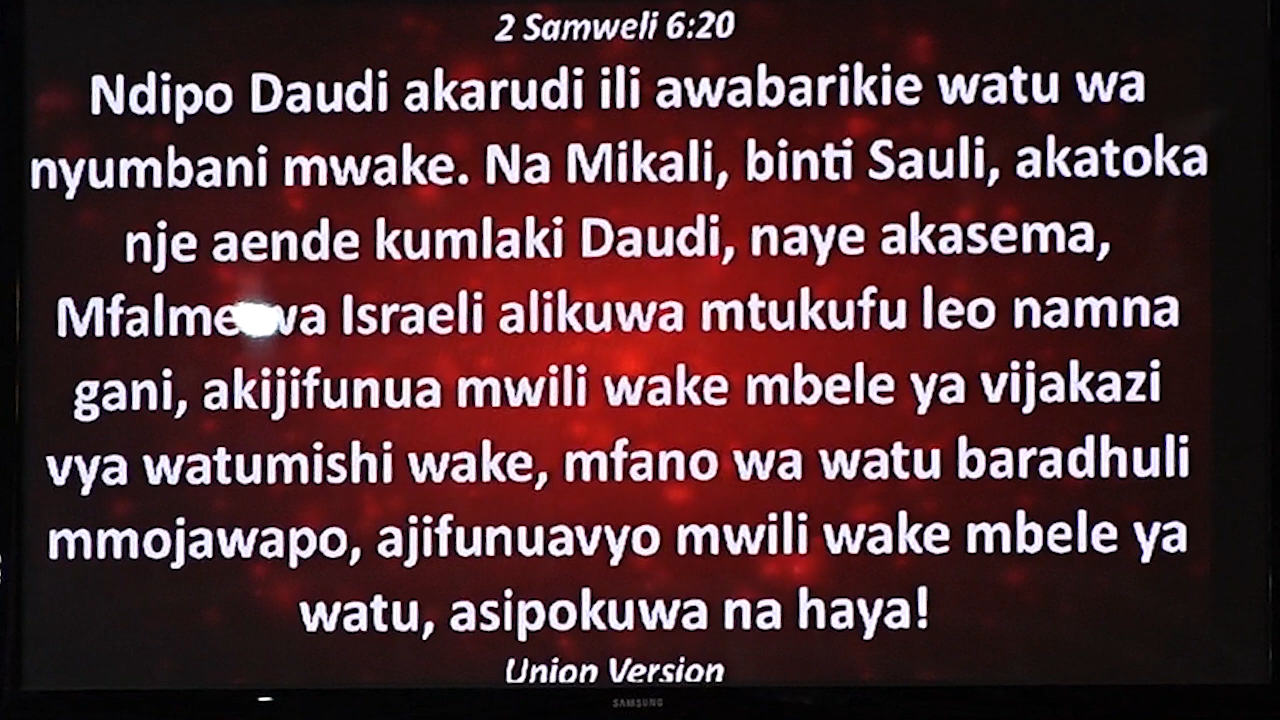 2 Samweli 6:20
Ndipo Daudi akarudi ili awabarikie watu wa
nyumbani mwake. Na Mikali, binti Sauli, akatoka
nje aende kumlaki Daudi, naye akasema,
Mfalme wa Israeli alikuwa mtukufu leo namna
gani, akijifunua mwili wake mbele ya vijakazi
vya watumishi wake, mfano wa watu baradhuli
mmojawapo, ajifunuavyo mwili wake mbele ya
watu, asipokuwa na haya!
Union Version
SAMSUNG